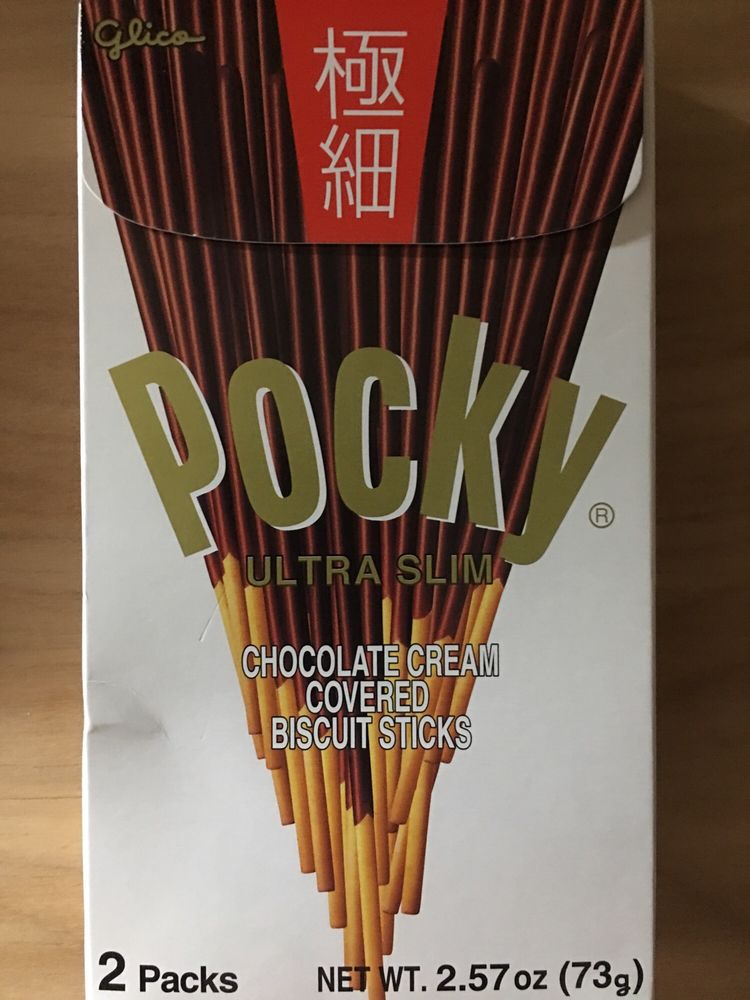 Glico
極
細
Pocky
®
ULTRA SLIM
CHOCOLATE CREAM
COVERED
BISCUIT STICKS
2 Packs
NET WT. 2.57 oz (73g)